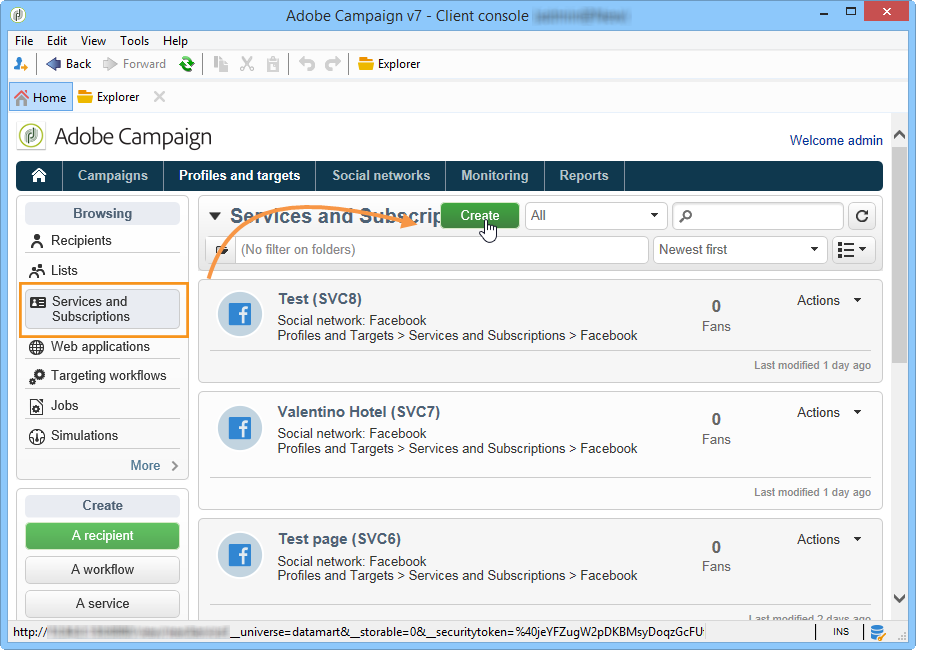 Adobe Campaign v7 - Client console
File Edit View Tools Help
Back Forward Explorer
Home Explorer
Adobe Campaign
Welcome admin
Campaigns Profiles and targets Social networks Monitoring Reports
Browsing
Recipients
Lists
Services and
Subscriptions
Web applications
Targeting workflows
Jobs
Simulations
More
Create
A recipient
A workflow
A service
Services and Subscrip
Create
All
(No filter on folders)
Newest first
Test (SVC8)
Social network: Facebook
Profiles and Targets > Services and Subscriptions > Facebook
0
Fans
Actions
Last modified 1 day ago
Valentino Hotel (SVC7)
Social network: Facebook
Profiles and Targets > Services and Subscriptions > Facebook
0
Fans
Actions
Last modified 1 day ago
Test page (SVC6)
Social network: Facebook
Profiles and Targets > Services and Subscriptions > Facebook
0
Fans
Actions
Last modified 2 days ago
http:// __universe=datamart&__storable=0&__securitytoken=%40jeYFZugW2pDKBMsyDoqzGcFU
INS